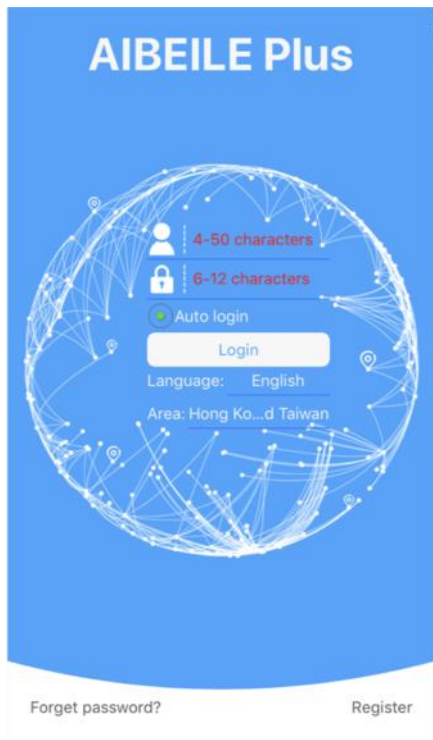 AIBEILE Plus
4-50 characters
6-12 characters
Auto login
Login
Language: English
Area: Hong Ko...d Taiwan
Forget password? Register